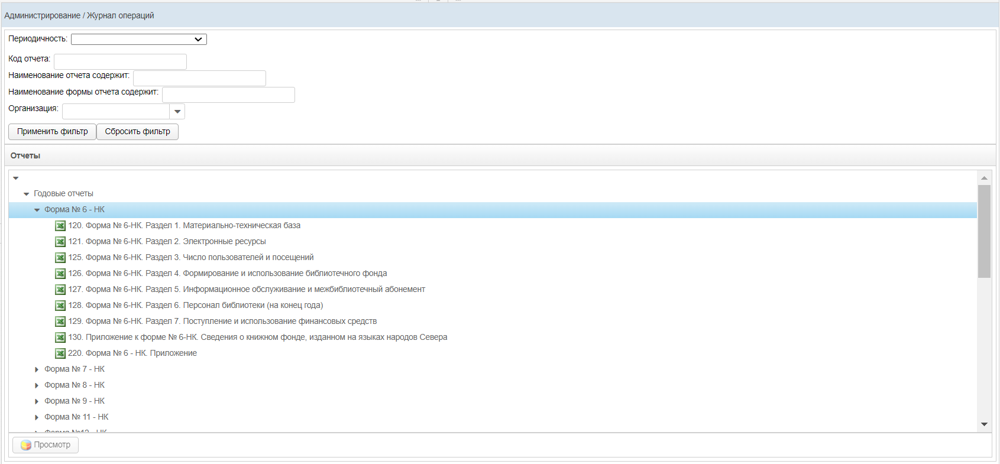 Администрирование / Журнал операций
Периодичность:
Код отчета:
Наименование отчета содержит:
Наименование формы отчета содержит:
Организация:
Применить фильтр Сбросить фильтр
Отчеты
Годовые отчеты
Форма № 6 - НК
120. Форма № 6-НК. Раздел 1. Материально-техническая база
121. Форма № 6-НК. Раздел 2. Электронные ресурсы
125. Форма № 6-НК. Раздел 3. Число пользователей и посещений
126. Форма № 6-НК. Раздел 4. Формирование и использование библиотечного фонда
127. Форма № 6-НК. Раздел 5. Информационное обслуживание и межбиблиотечный абонемент
128. Форма № 6-НК. Раздел 6. Персонал библиотеки (на конец года)
129. Форма № 6-НК. Раздел 7. Поступление и использование финансовых средств
130. Приложение к форме № 6-НК. Сведения о книжном фонде, изданном на языках народов Севера
220. Форма № 6 - НК. Приложение
Форма № 7 - НК
Форма № 8 - НК
Форма № 9 - НК
Форма № 11 - НК
Форма №12 - НК
Просмотр